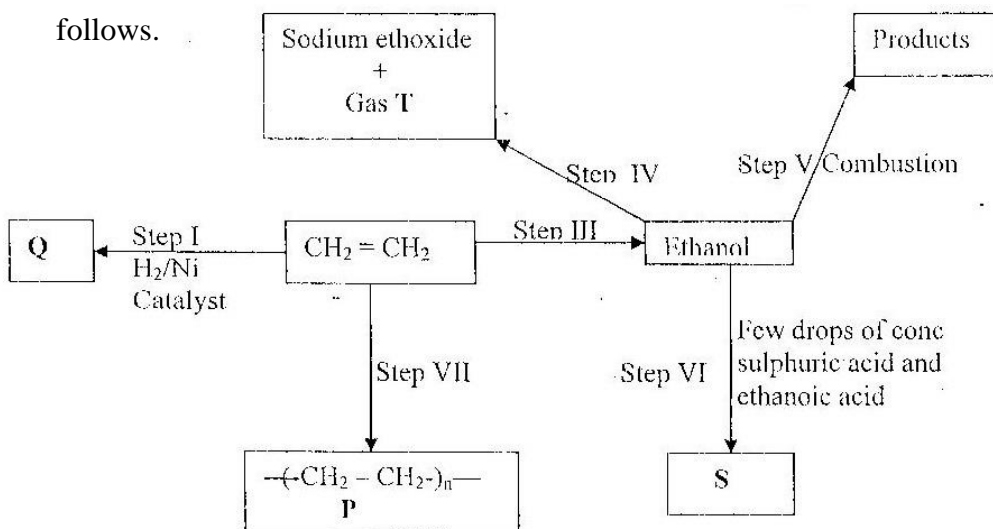 follows.
Sodium ethoxide
+
Gas T
Products
Step IV
Step V Combustion
Q
Step I
H₂/Ni
Catalyst
CH₂ = CH₂
Step III
Ethanol
Step VII
Step VI
Few drops of conc
sulphuric acid and
ethanoic acid
—(-CH₂ – CH₂-)ₙ—
P
S